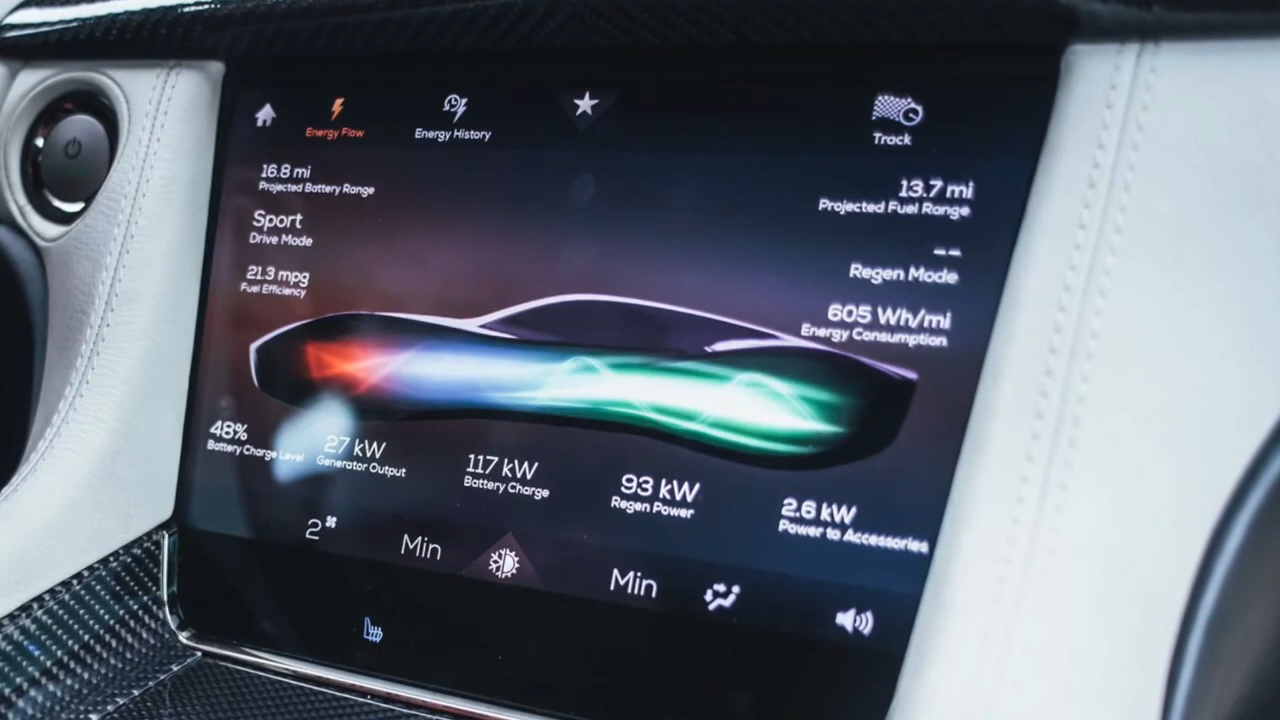 Energy Flow
Energy History
Track
16.8 mi
Projected Battery Range
13.7 mi
Projected Fuel Range
Sport
Drive Mode
--
Regen Mode
21.3 mpg
Fuel Efficiency
605 Wh/mi
Energy Consumption
48%
Battery Charge Level
27 kW
Generator Output
117 kW
Battery Charge
93 kW
Regen Power
2.6 kW
Power to Accessories
2
Min
Min